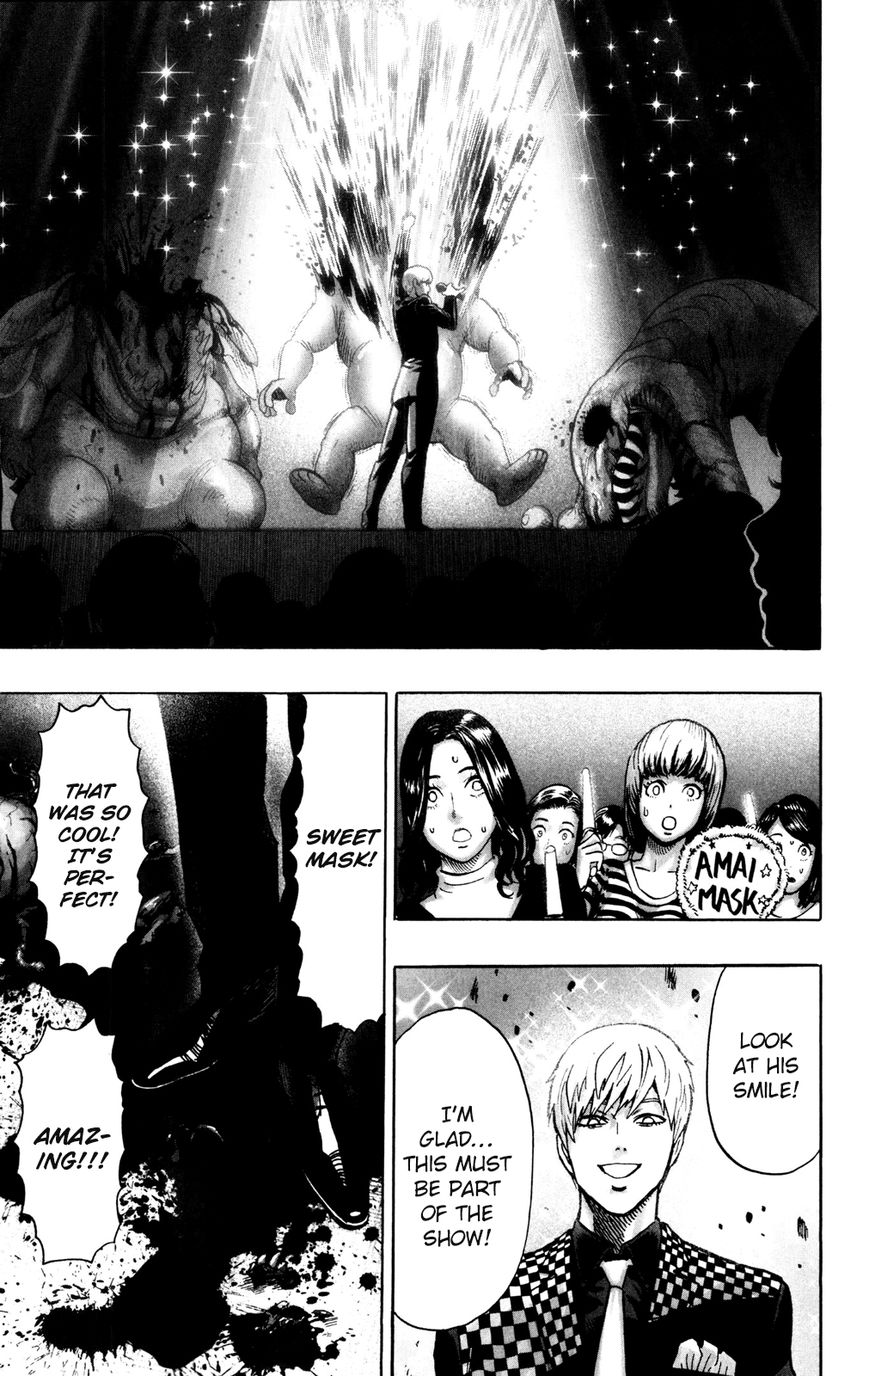 AMAI
MASK
LOOK
AT HIS
SMILE!
I'M
GLAD...
THIS MUST
BE PART
OF THE
SHOW!
SWEET
MASK!
THAT
WAS SO
COOL!
IT'S
PER-
FECT!
AMAZ-
ING!!!